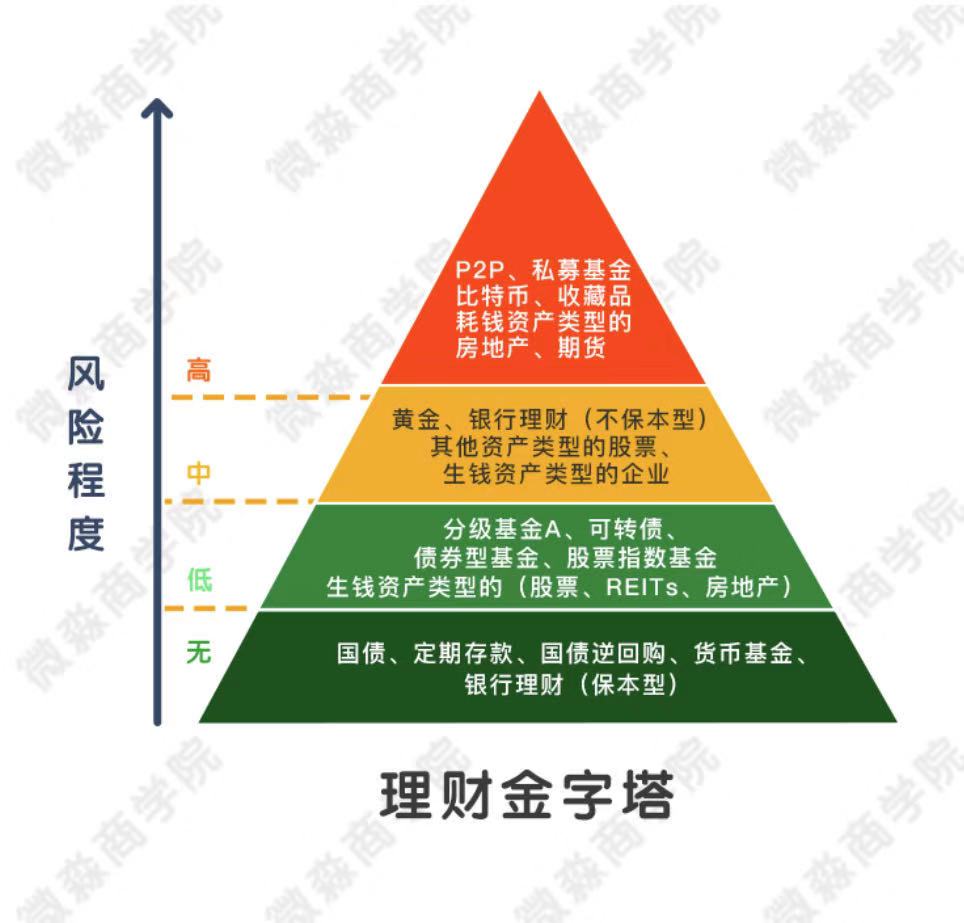 微淼商学院
P2P、私募基金
比特币、收藏品
耗钱资产类型的
房地产、期货
高
黄金、银行理财（不保本型）
其他资产类型的股票、
生钱资产类型的企业
中
分级基金A、可转债、
债券型基金、股票指数基金
生钱资产类型的（股票、REITs、房地产）
低
无
国债、定期存款、国债逆回购、货币基金、
银行理财（保本型）
风险程度
理财金字塔